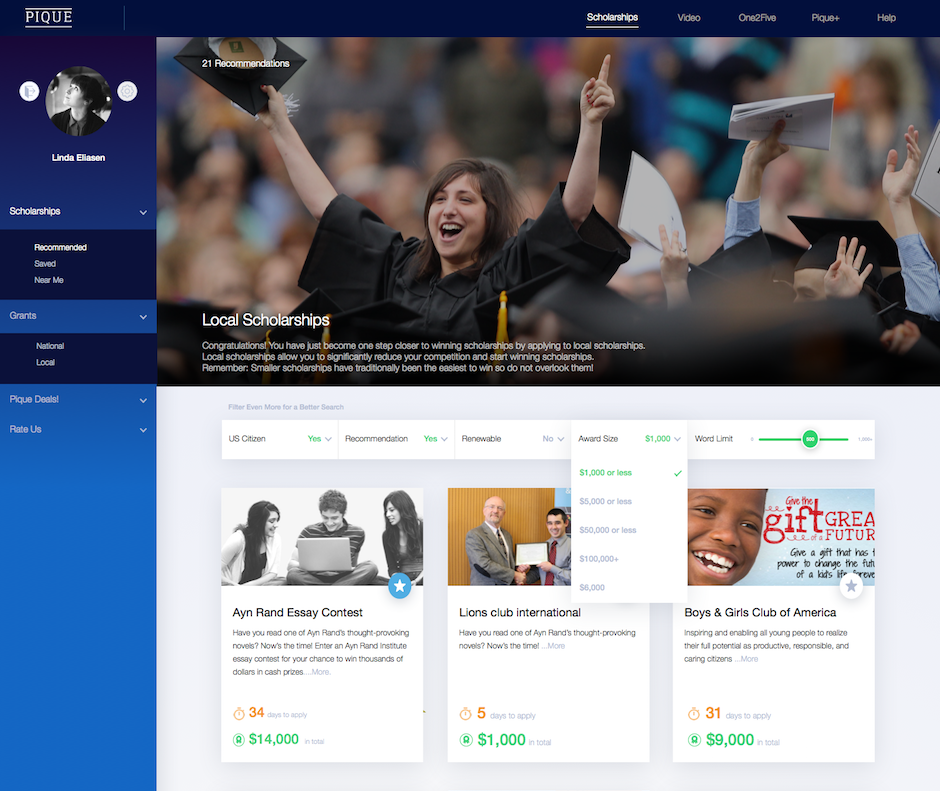 PIQUE
Scholarships
Video
One2Five
Pique+
Help
Linda Eliasen
Scholarships
Recommended
Saved
Near Me
Grants
National
Local
Pique Deals!
Rate Us
21 Recommendations
Local Scholarships
Congratulations! You have just become one step closer to winning scholarships by applying to local scholarships.
Local scholarships allow you to significantly reduce your competition and start winning scholarships.
Remember: Smaller scholarships have traditionally been the easiest to win so do not overlook them!
Filter Even More for a Better Search
US Citizen Yes
Recommendation Yes
Renewable No
Award Size $1,000
Word Limit 0 500 1,000+
$1,000 or less
$5,000 or less
$50,000 or less
$100,000+
$6,000
Ayn Rand Essay Contest
Have you read one of Ayn Rand's thought-provoking
novels? Now's the time! Enter an Ayn Rand Institute
essay contest for your chance to win thousands of
dollars in cash prizes....More.
34 days to apply
$14,000 in total
Lions club international
Have you read one of Ayn Rand's thought-provoking
novels? Now's the time! ...More
5 days to apply
$1,000 in total
Give the
gift GREA
of a FUTUR
Give a gift that has t
power to change the futu
of a kid's life forever
Boys & Girls Club of America
Inspiring and enabling all young people to realize
their full potential as productive, responsible, and
caring citizens ...More
31 days to apply
$9,000 in total